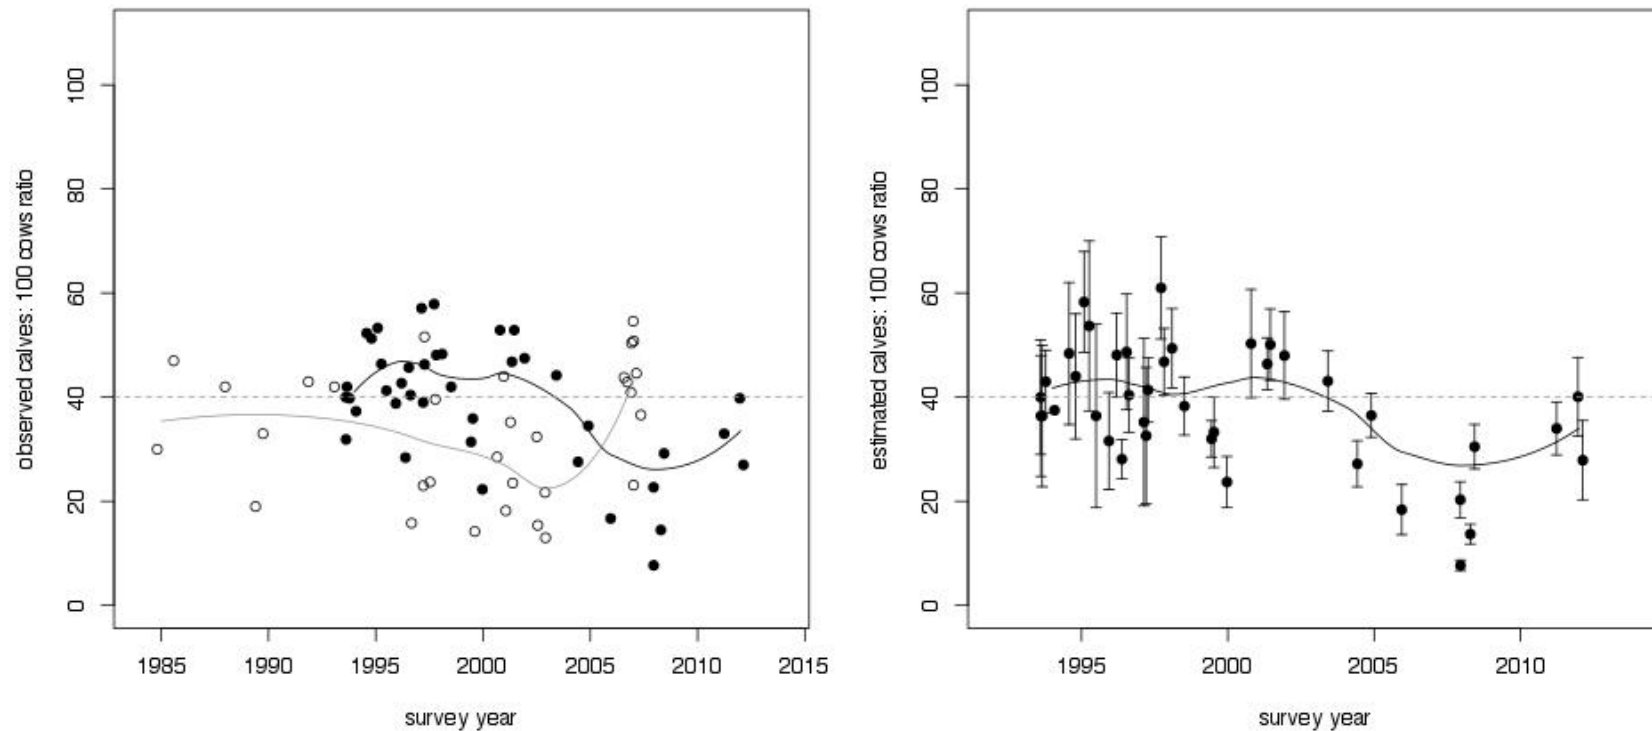 observed calves: 100 cows ratio
100
80
60
40
20
0
1985 1990 1995 2000 2005 2010 2015
survey year
estimated calves: 100 cows ratio
100
80
60
40
20
0
1995 2000 2005 2010
survey year